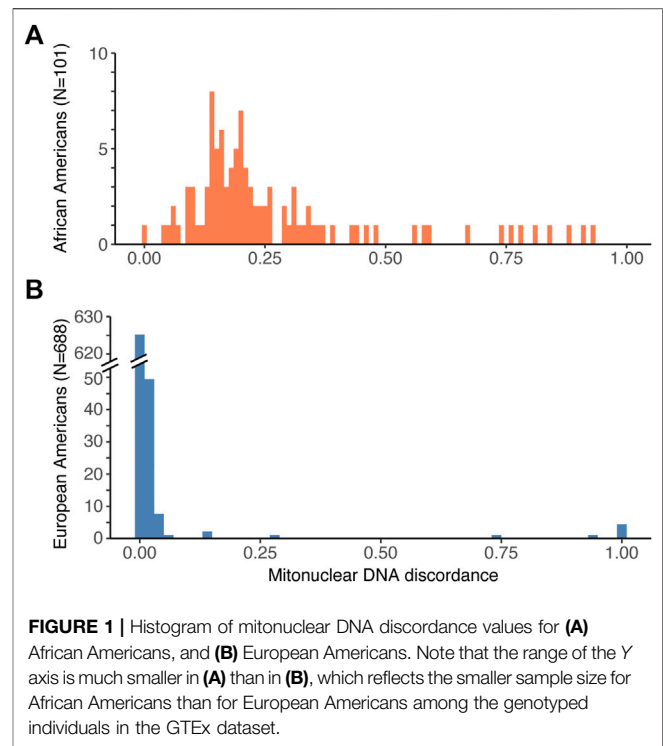 A
African Americans (N=101)
10
5
0
0.00 0.25 0.50 0.75 1.00
B
European Americans (N=688)
630
620
50
40
30
20
10
0
0.00 0.25 0.50 0.75 1.00
Mitonuclear DNA discordance
FIGURE 1 | Histogram of mitonuclear DNA discordance values for (A)
African Americans, and (B) European Americans. Note that the range of the Y
axis is much smaller in (A) than in (B), which reflects the smaller sample size for
African Americans than for European Americans among the genotyped
individuals in the GTEx dataset.